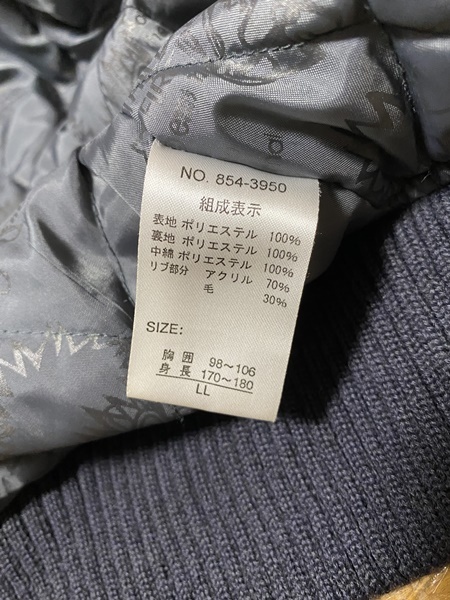 NO. 854-3950
組成表示
表地 ポリエステル 100%
裏地 ポリエステル 100%
中綿 ポリエステル 100%
リブ部分 アクリル 70%
毛 30%
SIZE:
胸囲 98～106
身長 170～180
LL